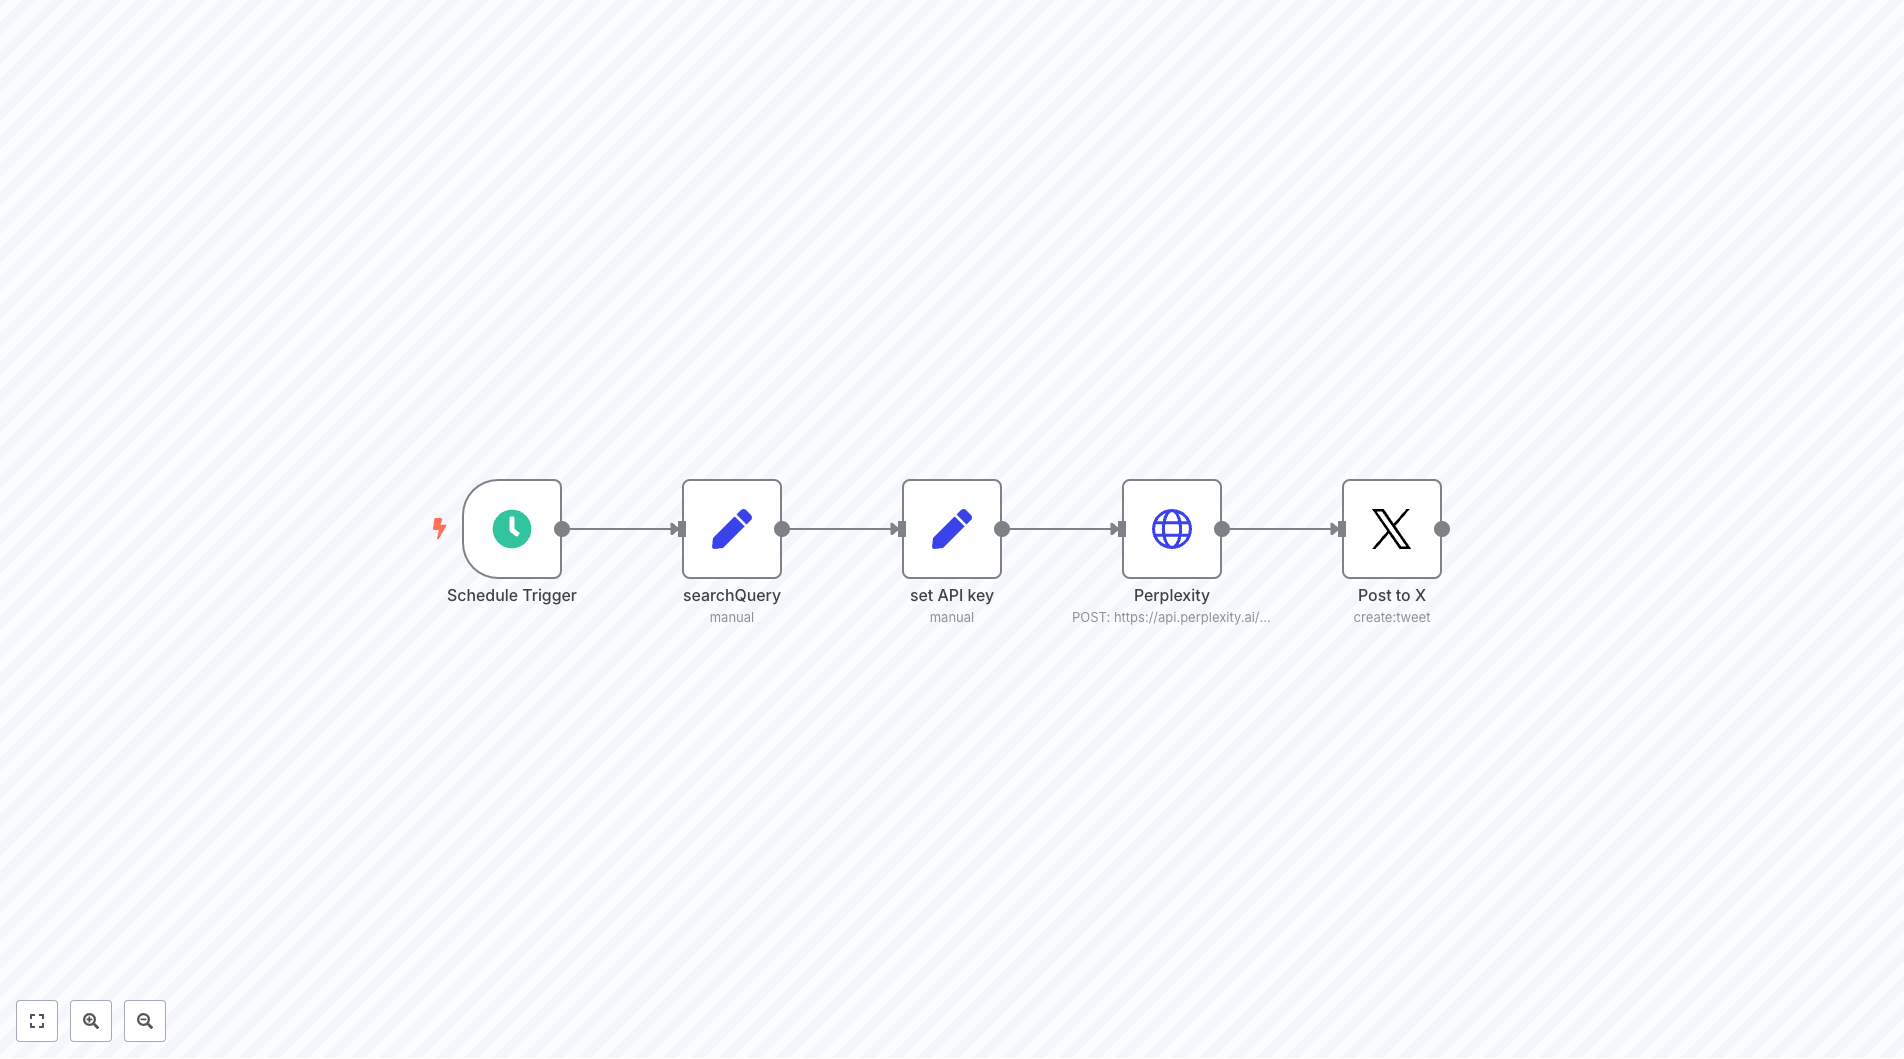 Schedule Trigger
searchQuery
manual
set API key
manual
Perplexity
POST: https://api.perplexity.ai/...
Post to X
create:tweet